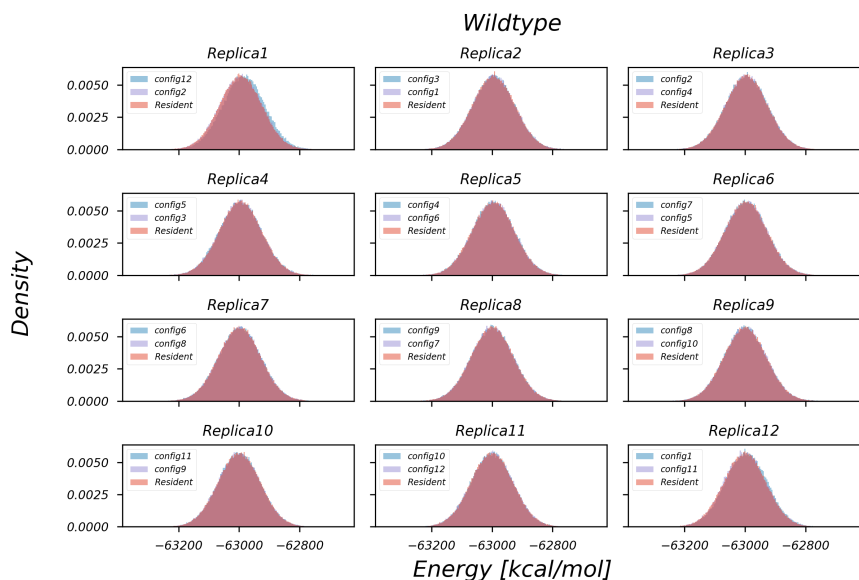 Wildtype
Replica1
Replica2
Replica3
config12
config2
Resident
config3
config1
Resident
config2
config4
Resident
0.0050
0.0025
0.0000
Replica4
Replica5
Replica6
config5
config3
Resident
config4
config6
Resident
config7
config5
Resident
0.0050
0.0025
0.0000
Density
Replica7
Replica8
Replica9
config6
config8
Resident
config9
config7
Resident
config8
config10
Resident
0.0050
0.0025
0.0000
Replica10
Replica11
Replica12
config11
config9
Resident
config10
config12
Resident
config1
config11
Resident
0.0050
0.0025
0.0000
−63200 −63000 −62800
−63200 −63000 −62800
−63200 −63000 −62800
Energy [kcal/mol]